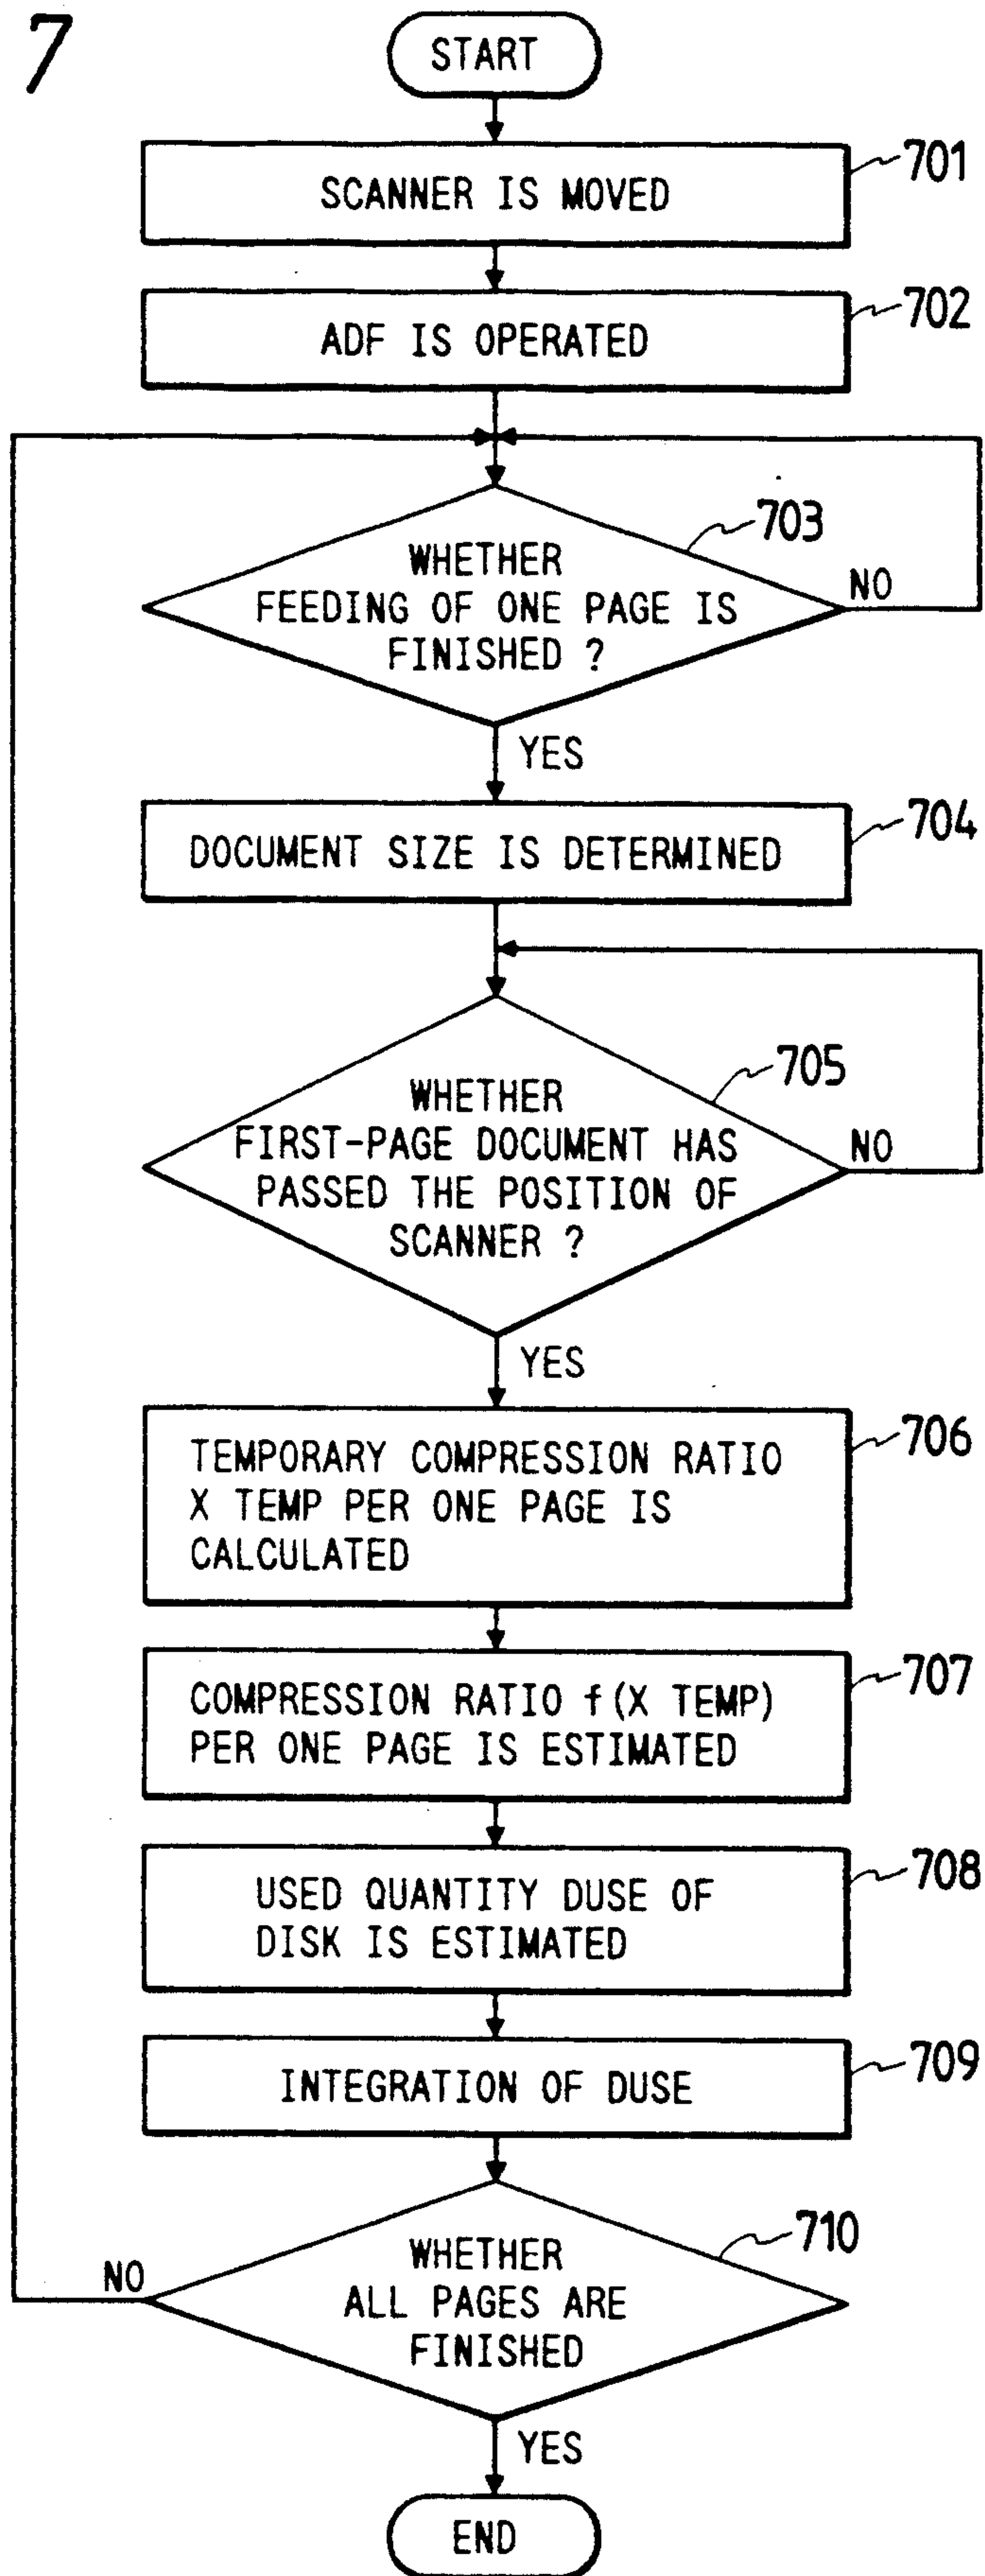 7
START
701
SCANNER IS MOVED
702
ADF IS OPERATED
703
WHETHER
FEEDING OF ONE PAGE IS
FINISHED ?
NO
YES
704
DOCUMENT SIZE IS DETERMINED
705
WHETHER
FIRST-PAGE DOCUMENT HAS
PASSED THE POSITION OF
SCANNER ?
NO
YES
706
TEMPORARY COMPRESSION RATIO
X TEMP PER ONE PAGE IS
CALCULATED
707
COMPRESSION RATIO f(X TEMP)
PER ONE PAGE IS ESTIMATED
708
USED QUANTITY DUSE OF
DISK IS ESTIMATED
709
INTEGRATION OF DUSE
710
WHETHER
ALL PAGES ARE
FINISHED
NO
YES
END